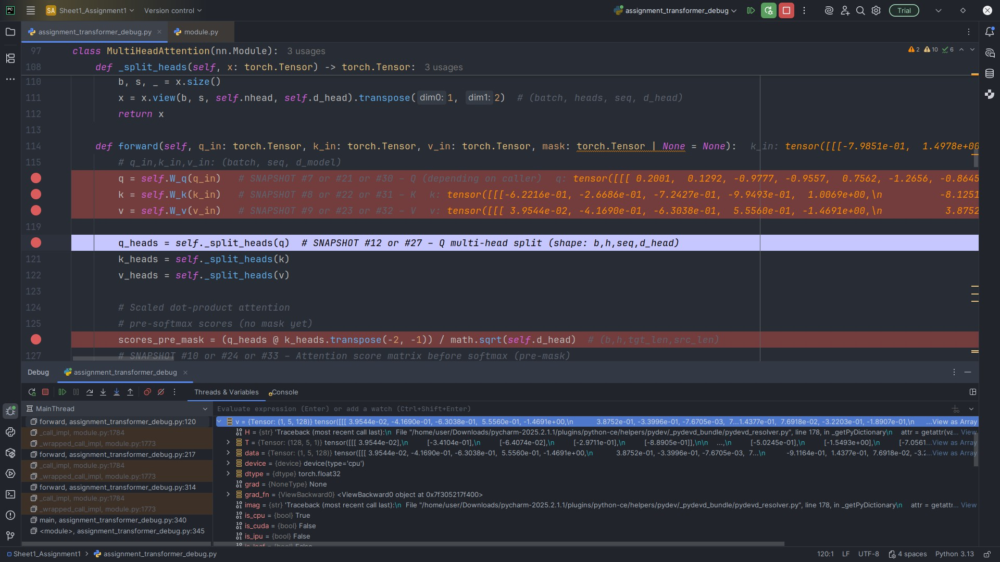 SA Sheet1_Assignment1 Version control assignment_transformer_debug Trial
assignment_transformer_debug.py module.py
97 class MultiHeadAttention(nn.Module): 3 usages
2 10 6
108 def _split_heads(self, x: torch.Tensor) -> torch.Tensor: 3 usages
110 b, s, _ = x.size()
111 x = x.view(b, s, self.nhead, self.d_head).transpose( dim0: 1, dim1: 2) # (batch, heads, seq, d_head)
112 return x
113
114 def forward(self, q_in: torch.Tensor, k_in: torch.Tensor, v_in: torch.Tensor, mask: torch.Tensor | None = None): k_in: tensor([[[-7.9851e-01, 1.4978e+00
115 # q_in,k_in,v_in: (batch, seq, d_model)
q = self.W_q(q_in) # SNAPSHOT #7 or #21 or #30 – Q (depending on caller) q: tensor([[[ 0.2001, 0.1292, -0.9777, -0.9557, 0.7562, -1.2656, -0.8645
k = self.W_k(k_in) # SNAPSHOT #8 or #22 or #31 – K k: tensor([[[-6.2216e-01, -2.6686e-01, -7.2427e-01, -9.9493e-01, 1.0069e+00,\n -8.1251
v = self.W_v(v_in) # SNAPSHOT #9 or #23 or #32 – V v: tensor([[[ 3.9544e-02, -4.1690e-01, -6.3038e-01, 5.5560e-01, -1.4691e+00,\n 3.8752
119
q_heads = self._split_heads(q) # SNAPSHOT #12 or #27 – Q multi-head split (shape: b,h,seq,d_head)
121 k_heads = self._split_heads(k)
122 v_heads = self._split_heads(v)
123
124 # Scaled dot-product attention
125 # pre-softmax scores (no mask yet)
scores_pre_mask = (q_heads @ k_heads.transpose(-2, -1)) / math.sqrt(self.d_head) # (b,h,tgt_len,src_len)
127 # SNAPSHOT #10 or #24 or #33 – Attention score matrix before softmax (pre-mask)
Debug assignment_transformer_debug
Threads & Variables Console
MainThread
forward, assignment_transformer_debug.py:120
_call_impl, module.py:1784
_wrapped_call_impl, module.py:1773
forward, assignment_transformer_debug.py:217
_call_impl, module.py:1784
_wrapped_call_impl, module.py:1773
forward, assignment_transformer_debug.py:314
_call_impl, module.py:1784
_wrapped_call_impl, module.py:1773
main, assignment_transformer_debug.py:340
<module>, assignment_transformer_debug.py:345
Evaluate expression (Enter) or add a watch (Ctrl+Shift+Enter)
v = {Tensor: (1, 5, 128)} tensor([[[ 3.9544e-02, -4.1690e-01, -6.3038e-01, 5.5560e-01, -1.4691e+00,\n 3.8752e-01, -3.3996e-01, -7.6705e-03, 7...1.4377e-01, 7.6918e-02, -3.2203e-01, -1.8907e-01,\n ...View as Array
H = {str} 'Traceback (most recent call last):\n File "/home/user/Downloads/pycharm-2025.2.1.1/plugins/python-ce/helpers/pydev/_pydevd_bundle/pydevd_resolver.py", line 178, in _getPyDictionary\n attr = getattr(va... View
T = {Tensor: (128, 5, 1)} tensor([[[ 3.9544e-02],\n [-3.4104e-01],\n [-6.4074e-02],\n [-2.9711e-01],\n [-8.8905e-01]],\n\n ...,\n [-5.0245e-01],\n [-1.5493e+00],\n [-7.0561...View as Array
data = {Tensor: (1, 5, 128)} tensor([[[ 3.9544e-02, -4.1690e-01, -6.3038e-01, 5.5560e-01, -1.4691e+00,\n 3.8752e-01, -3.3996e-01, -7.6705e-03, 7...\n -9.1164e-01, 1.4377e-01, 7.6918e-02, -3.2...View as Array
device = {device} device(type='cpu')
dtype = {dtype} torch.float32
grad = {NoneType} None
grad_fn = {ViewBackward0} <ViewBackward0 object at 0x7f305217f400>
imag = {str} 'Traceback (most recent call last):\n File "/home/user/Downloads/pycharm-2025.2.1.1/plugins/python-ce/helpers/pydev/_pydevd_bundle/pydevd_resolver.py", line 178, in _getPyDictionary\n attr = getattr... View
is_cpu = {bool} True
is_cuda = {bool} False
is_ipu = {bool} False
is_leaf = {bool} False
Sheet1_Assignment1 > assignment_transformer_debug.py 120:1 LF UTF-8 4 spaces Python 3.13